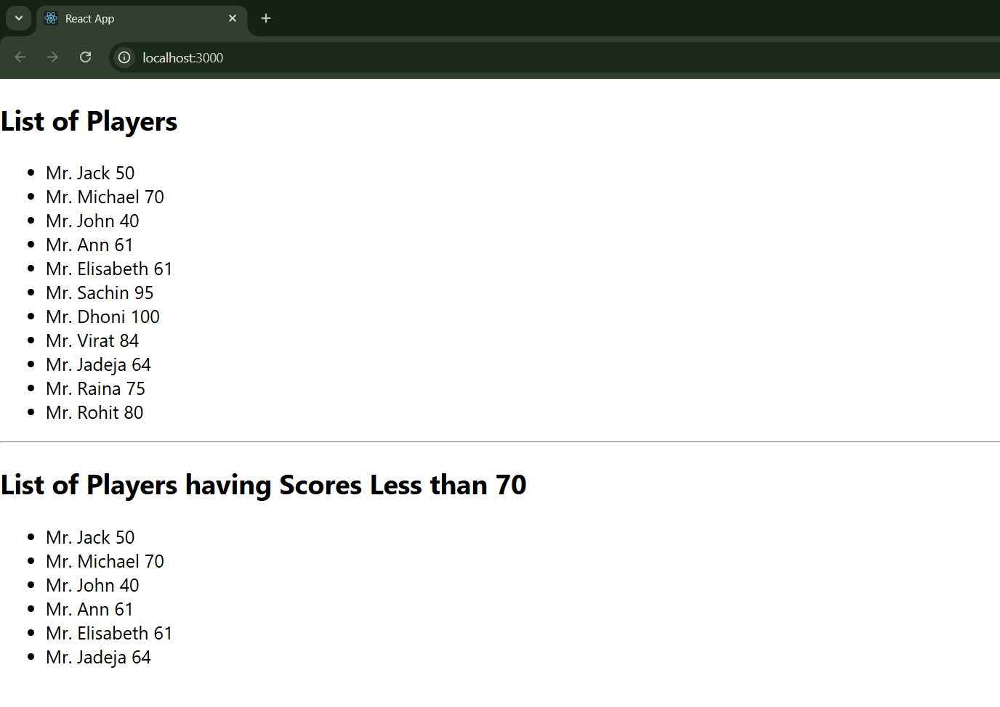 React App
localhost:3000
List of Players
Mr. Jack 50
Mr. Michael 70
Mr. John 40
Mr. Ann 61
Mr. Elisabeth 61
Mr. Sachin 95
Mr. Dhoni 100
Mr. Virat 84
Mr. Jadeja 64
Mr. Raina 75
Mr. Rohit 80
List of Players having Scores Less than 70
Mr. Jack 50
Mr. Michael 70
Mr. John 40
Mr. Ann 61
Mr. Elisabeth 61
Mr. Jadeja 64